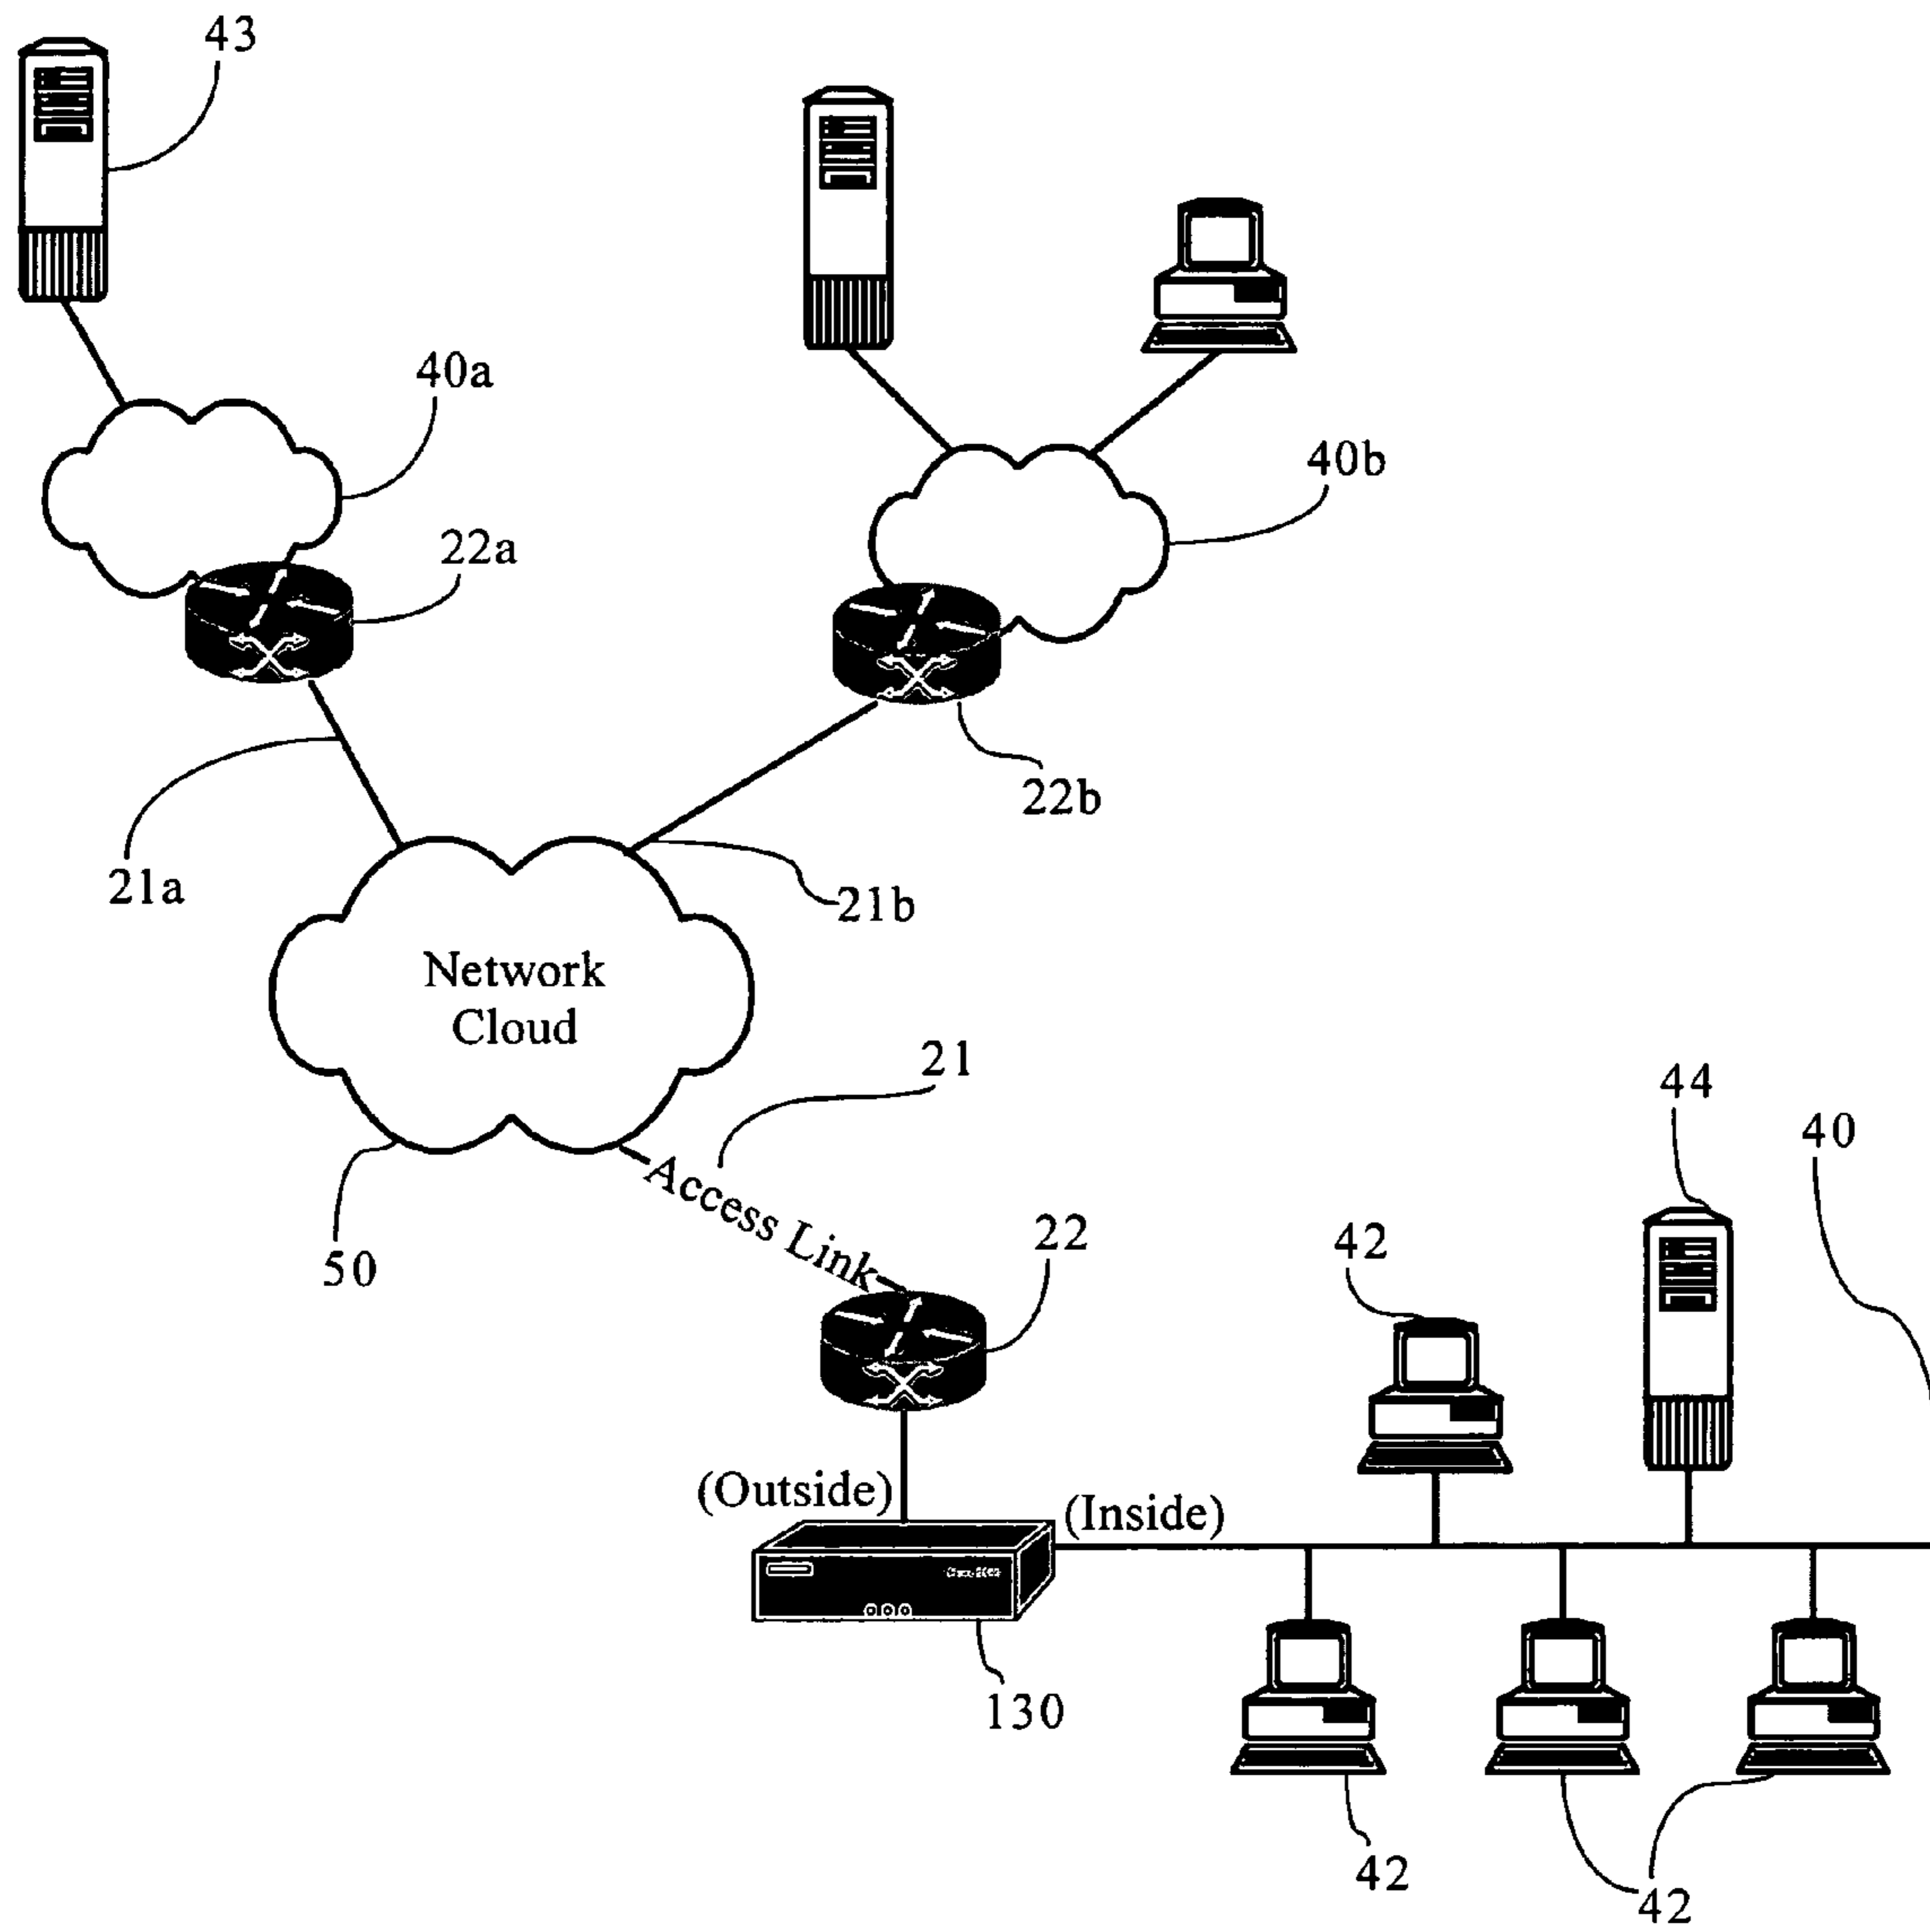 43
40a
40b
22a
22b
21a
21b
Network
Cloud
21
44
40
Access Link
22
42
50
(Outside)
(Inside)
130
42
42